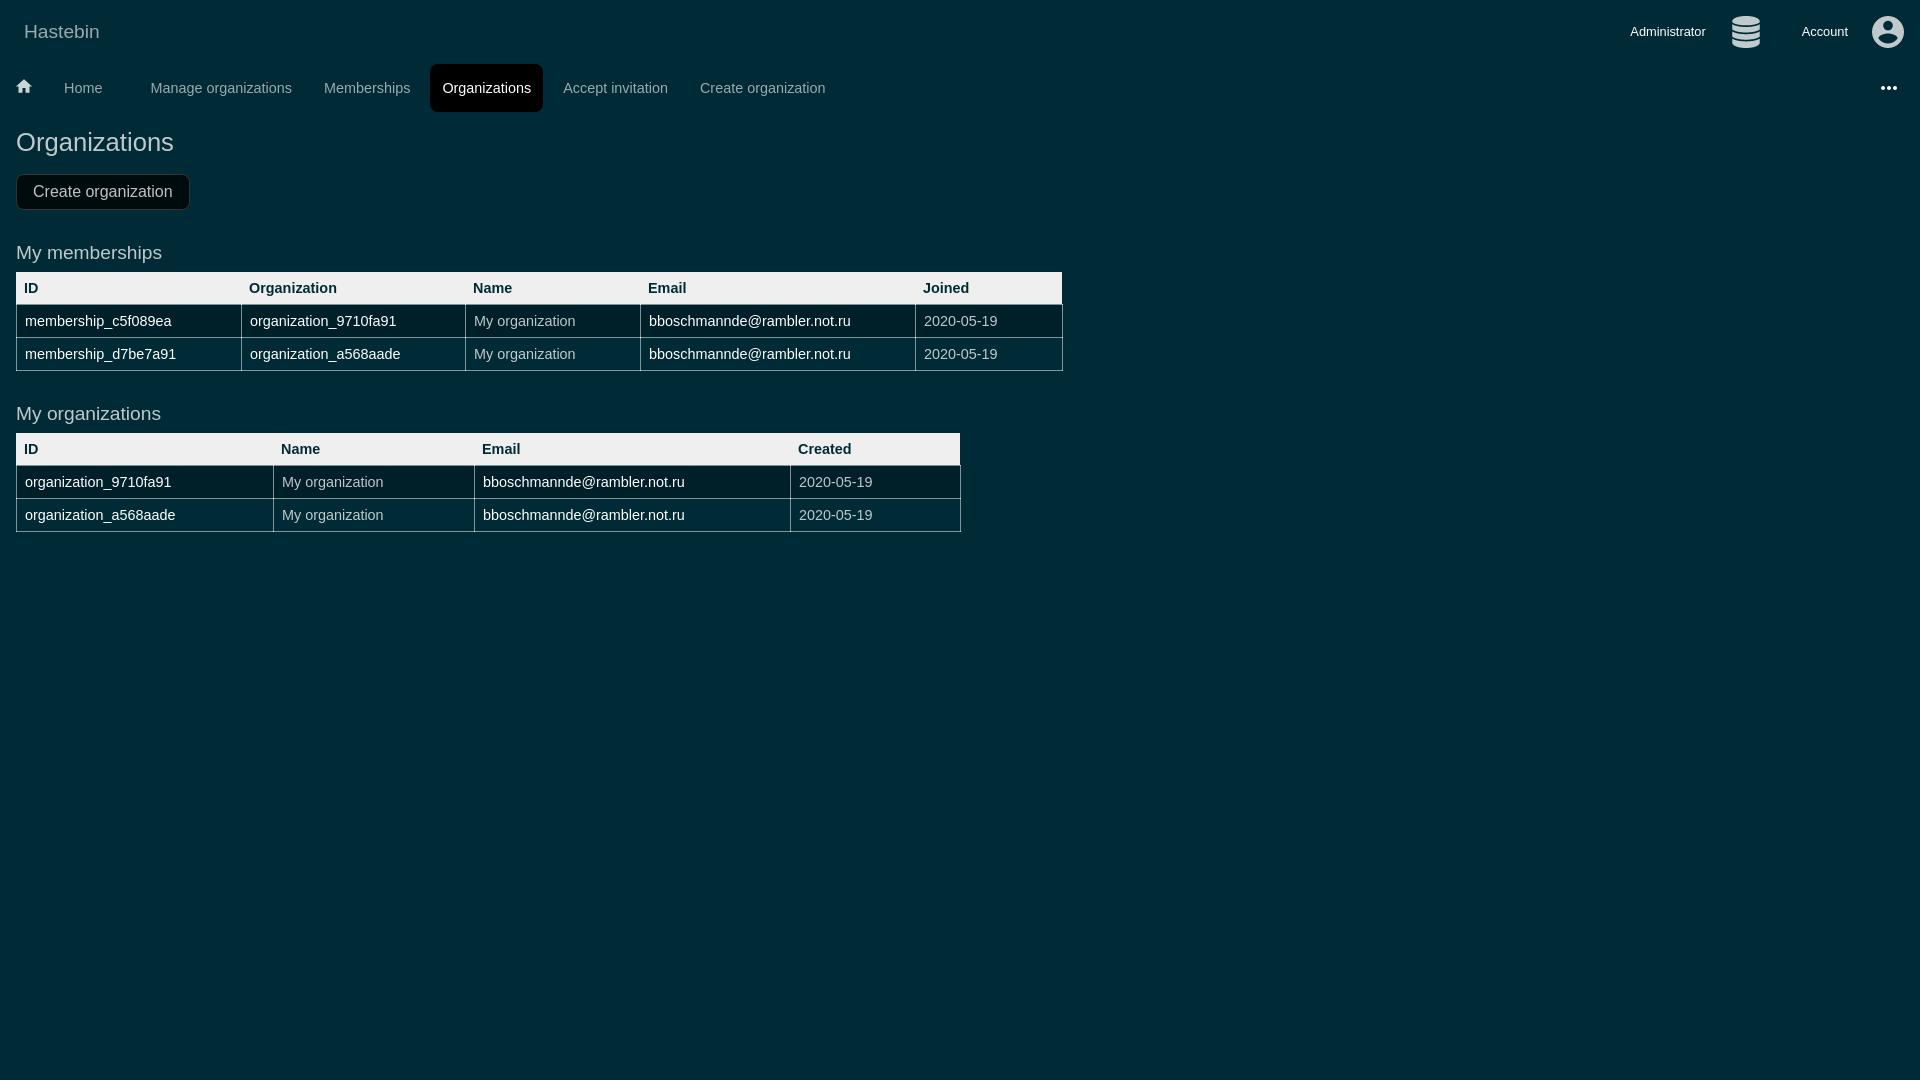 Hastebin
Administrator
Account
Home
Manage organizations
Memberships
Organizations
Accept invitation
Create organization
Organizations
Create organization
My memberships
ID Organization Name Email Joined
membership_c5f089ea organization_9710fa91 My organization bboschmannde@rambler.not.ru 2020-05-19
membership_d7be7a91 organization_a568aade My organization bboschmannde@rambler.not.ru 2020-05-19
My organizations
ID Name Email Created
organization_9710fa91 My organization bboschmannde@rambler.not.ru 2020-05-19
organization_a568aade My organization bboschmannde@rambler.not.ru 2020-05-19